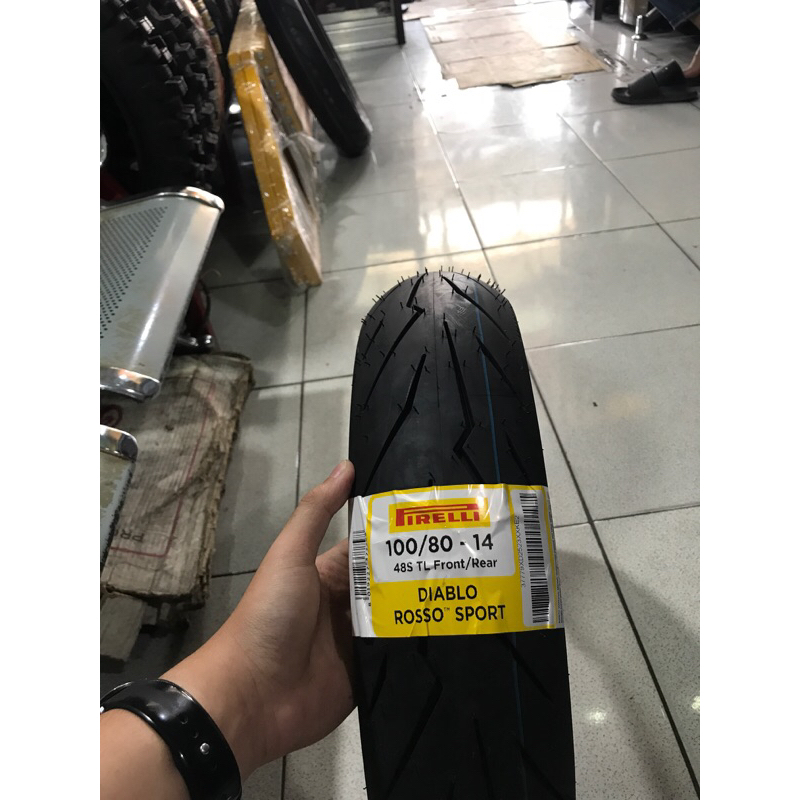 PIRELLI
100/80 - 14
48S TL Front/Rear
DIABLO
ROSSO™ SPORT